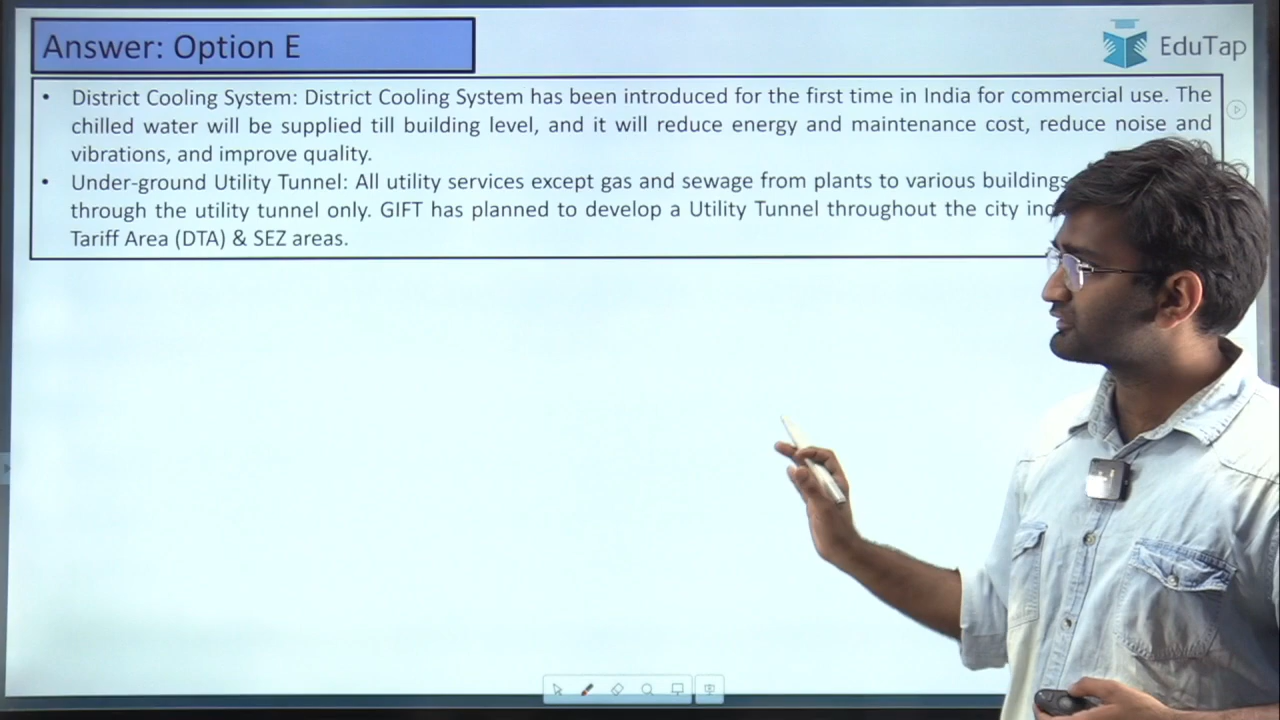 Answer: Option E
EduTap
• District Cooling System: District Cooling System has been introduced for the first time in India for commercial use. The
chilled water will be supplied till building level, and it will reduce energy and maintenance cost, reduce noise and
vibrations, and improve quality.
• Under-ground Utility Tunnel: All utility services except gas and sewage from plants to various buildings
through the utility tunnel only. GIFT has planned to develop a Utility Tunnel throughout the city
Tariff Area (DTA) & SEZ areas.